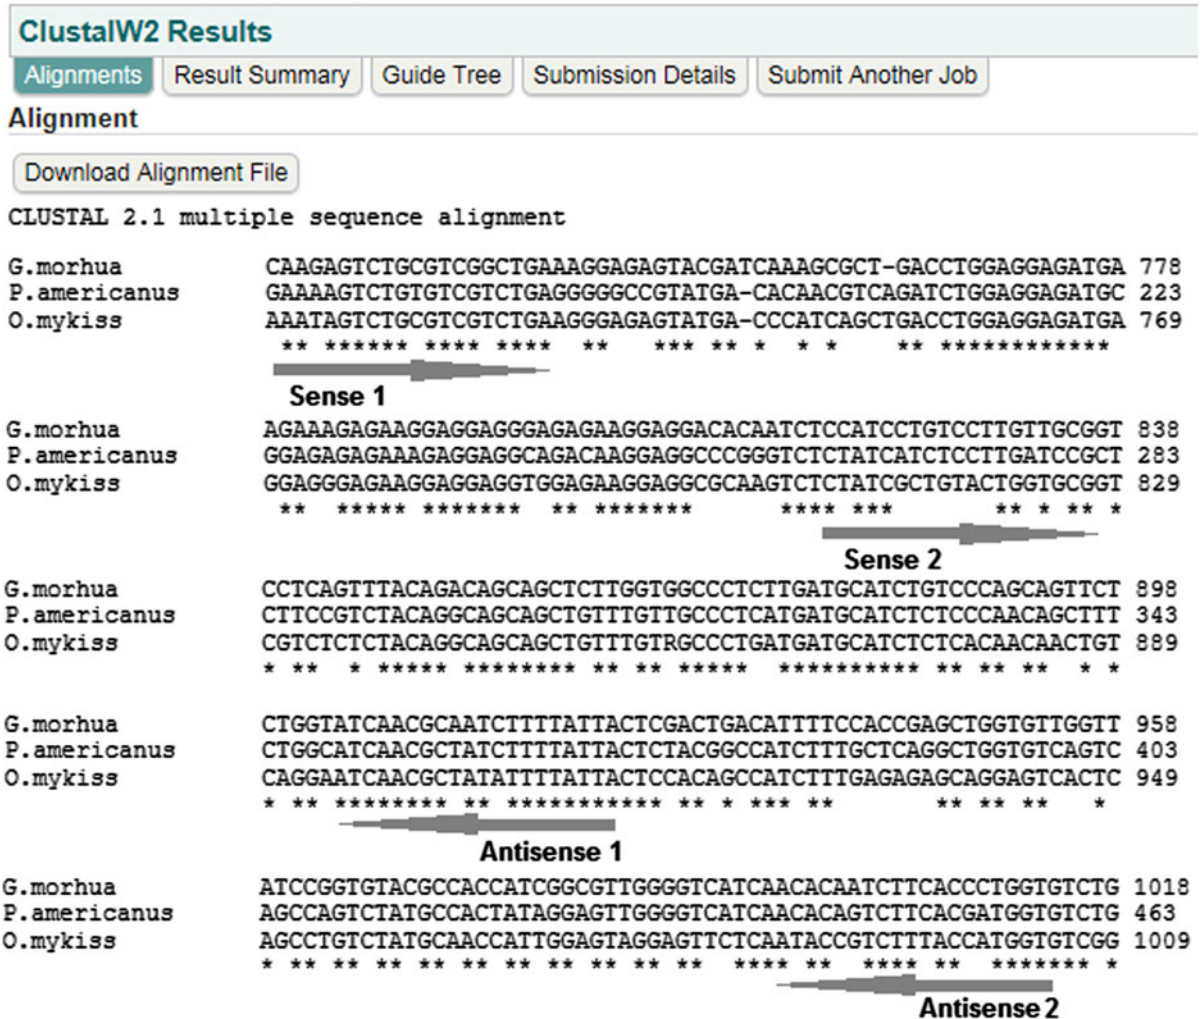 ClustalW2 Results
Alignments Result Summary Guide Tree Submission Details Submit Another Job
Alignment
Download Alignment File
CLUSTAL 2.1 multiple sequence alignment
G.morhua CAAGAGTCTGCGTCGGCTGAAAGGAGAGTACGATCAAAGCGCT-GACCTGGAGGAGATGA 778
P.americanus GAAAAGTCTGTGTCGTCTGAGGGGGCCGTATGA-CACAACGTCAGATCTGGAGGAGATGC 223
O.mykiss AAATAGTCTGCGTCGTCTGAAGGGAGAGTATGA-CCCATCAGCTGACCTGGAGGAGATGA 769
** ****** **** **** ** *** ** * * * ** ************
Sense 1
G.morhua AGAAAGAGAAGGAGGAGGGAGAGAAGGAGGACACAATCTCCATCCTGTCCTTGTTGCGGT 838
P.americanus GGAGAGAGAAAGAGGAGGCAGACAAGGAGGCCCGGGTCTCTATCATCTCCTTGATCCGCT 283
O.mykiss GGAGGGAGAAGGAGGAGGTGGAGAAGGAGGCGCAAGTCTCTATCGCTGTACTGGTGCGGT 829
** ***** ******* ** ******* **** *** ** * ** *
Sense 2
G.morhua CCTCAGTTTACAGACAGCAGCTCTTGGTGGCCCTCTTGATGCATCTGTCCCAGCAGTTCT 898
P.americanus CTTCCGTCTACAGGCAGCAGCTGTTTGTTGCCCTCATGATGCATCTCTCCCAACAGCTTT 343
O.mykiss CGTCTCTCTACAGGCAGCAGCTGTTTGTRGCCCTGATGATGCATCTCTCACAACAACTGT 889
* ** * ***** ******** ** ** ***** ********** ** ** ** * *
G.morhua CTGGTATCAACGCAATCTTTTATTACTCGACTGACATTTTCCACCGAGCTGGTGTTGGTT 958
P.americanus CTGGCATCAACGCTATCTTTTATTACTCTACGGCCATCTTTGCTCAGGCTGGTGTCAGTC 403
O.mykiss CAGGAATCAACGCTATATTTTATTACTCCACAGCCATCTTTGAGAGAGCAGGAGTCACTC 949
* ** ******** ** *********** ** * *** ** ** ** ** *
Antisense 1
G.morhua ATCCGGTGTACGCCACCATCGGCGTTGGGGTCATCAACACAATCTTCACCCTGGTGTCTG 1018
P.americanus AGCCAGTCTATGCCACTATAGGAGTTGGGGTCATCAACACAGTCTTCACGATGGTGTCTG 463
O.mykiss AGCCTGTCTATGCAACCATTGGAGTAGGAGTTCTCAATACCGTCTTTACCATGGTGTCGG 1009
* ** ** ** ** ** ** ** ** ** ** **** ** **** ** ******* *
Antisense 2